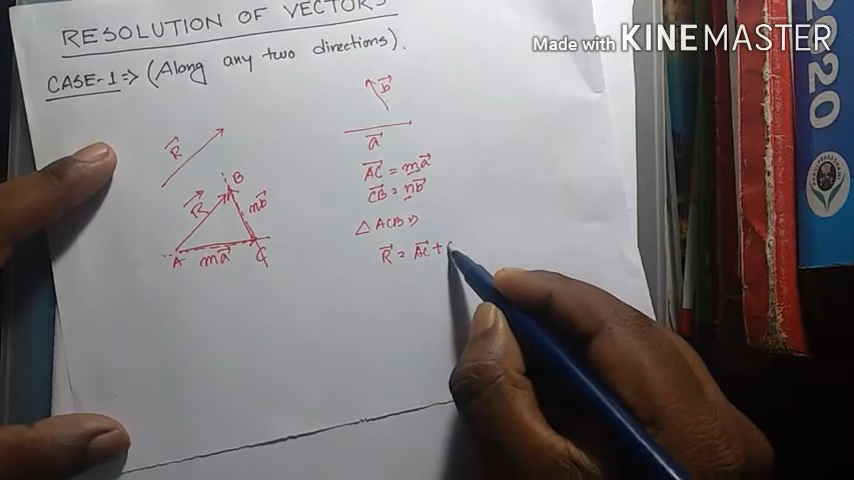 RESOLUTION OF VECTORS
Made with KINEMASTER
CASE-1 => (Along any two directions).
2020
b⃗
a⃗
R⃗
AC⃗ = ma⃗
CB⃗ = nb⃗
△ ACB =>
R⃗ = AC⃗ +
B
R⃗
nb⃗
A
ma⃗
C